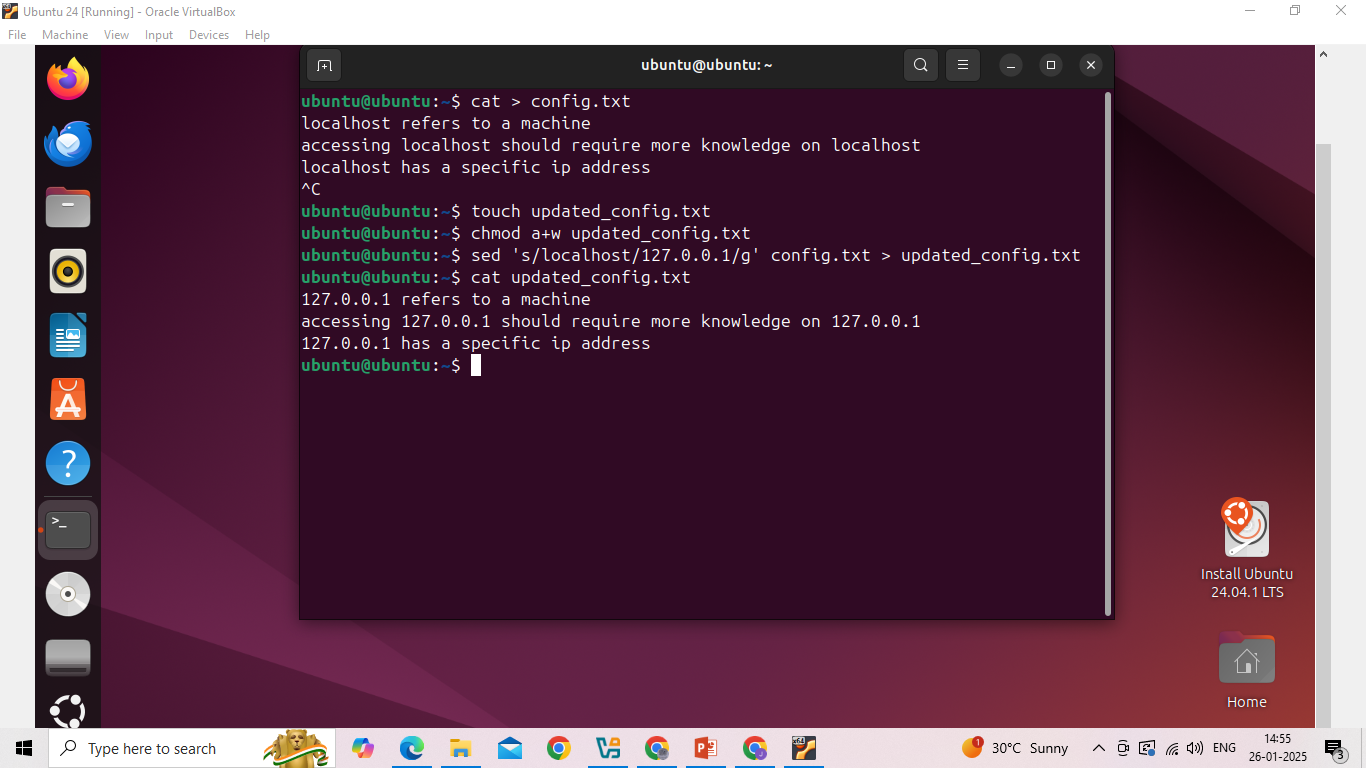 Ubuntu 24 [Running] - Oracle VirtualBox
File Machine View Input Devices Help
ubuntu@ubuntu: ~
ubuntu@ubuntu:~$ cat > config.txt
localhost refers to a machine
accessing localhost should require more knowledge on localhost
localhost has a specific ip address
^C
ubuntu@ubuntu:~$ touch updated_config.txt
ubuntu@ubuntu:~$ chmod a+w updated_config.txt
ubuntu@ubuntu:~$ sed 's/localhost/127.0.0.1/g' config.txt > updated_config.txt
ubuntu@ubuntu:~$ cat updated_config.txt
127.0.0.1 refers to a machine
accessing 127.0.0.1 should require more knowledge on 127.0.0.1
127.0.0.1 has a specific ip address
ubuntu@ubuntu:~$
>_
Install Ubuntu
24.04.1 LTS
Home
Type here to search
1
30°C Sunny
ENG
14:55
26-01-2025
3